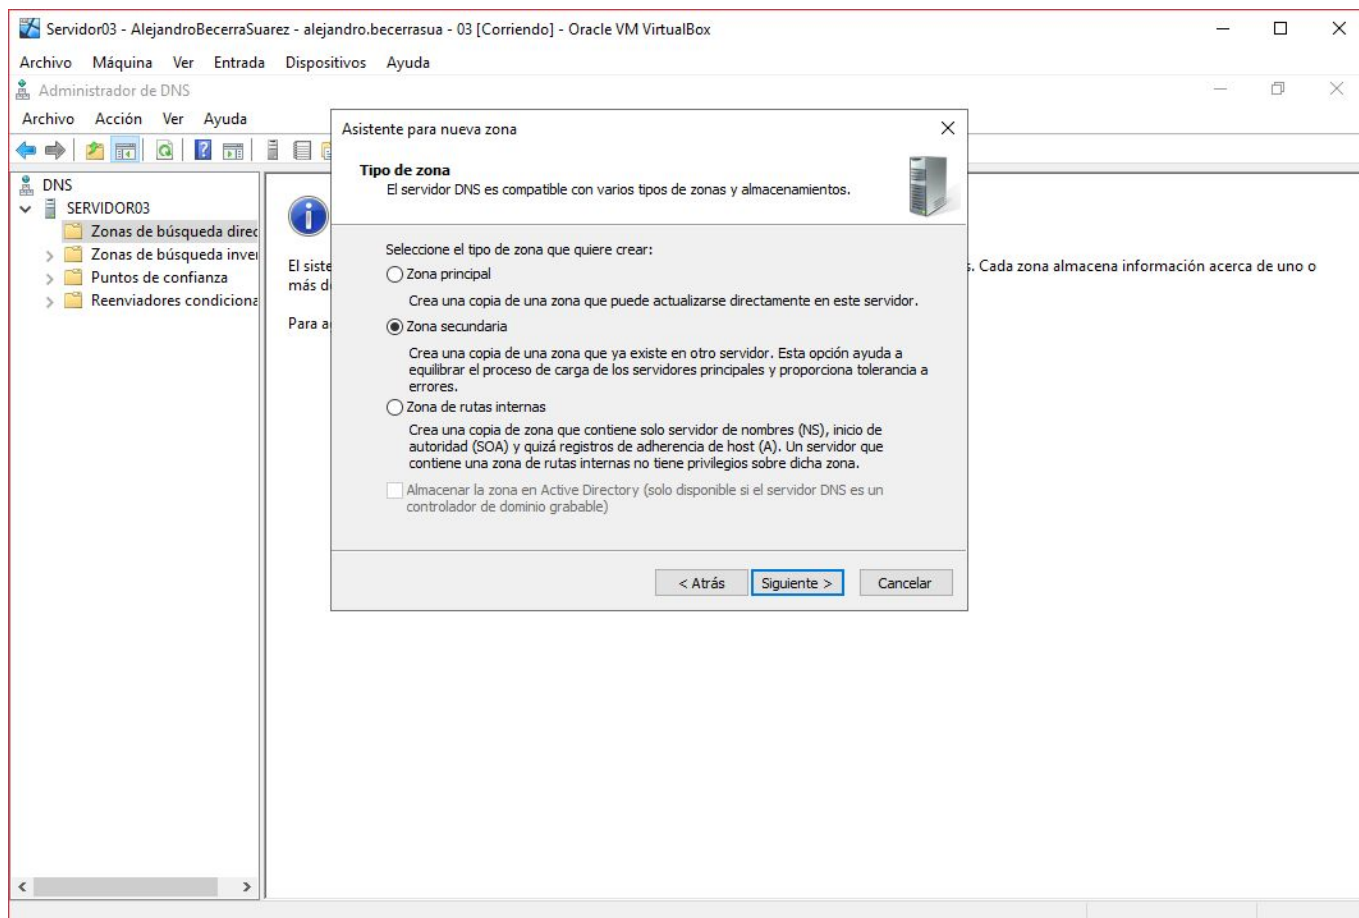 Servidor03 - AlejandroBecerraSuarez - alejandro.becerrasua - 03 [Corriendo] - Oracle VM VirtualBox
Archivo Máquina Ver Entrada Dispositivos Ayuda
Administrador de DNS
Archivo Acción Ver Ayuda
DNS
SERVIDOR03
Zonas de búsqueda direc
Zonas de búsqueda inver
Puntos de confianza
Reenviadores condiciona
El siste
s. Cada zona almacena información acerca de uno o
más d
Para a
Asistente para nueva zona
Tipo de zona
El servidor DNS es compatible con varios tipos de zonas y almacenamientos.
Seleccione el tipo de zona que quiere crear:
Zona principal
Crea una copia de una zona que puede actualizarse directamente en este servidor.
Zona secundaria
Crea una copia de una zona que ya existe en otro servidor. Esta opción ayuda a
equilibrar el proceso de carga de los servidores principales y proporciona tolerancia a
errores.
Zona de rutas internas
Crea una copia de zona que contiene solo servidor de nombres (NS), inicio de
autoridad (SOA) y quizá registros de adherencia de host (A). Un servidor que
contiene una zona de rutas internas no tiene privilegios sobre dicha zona.
Almacenar la zona en Active Directory (solo disponible si el servidor DNS es un
controlador de dominio grabable)
< Atrás Siguiente > Cancelar